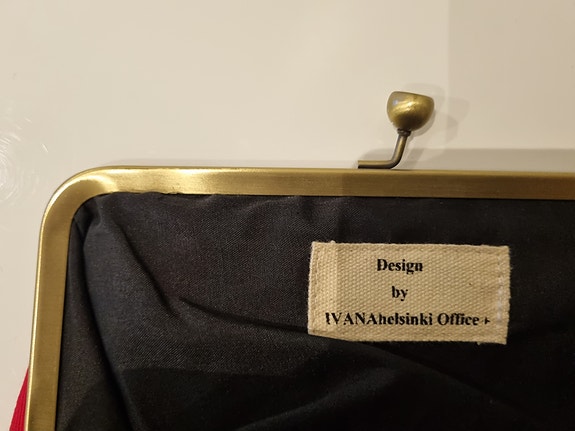 Design
by
IVANAhelsinki Office +